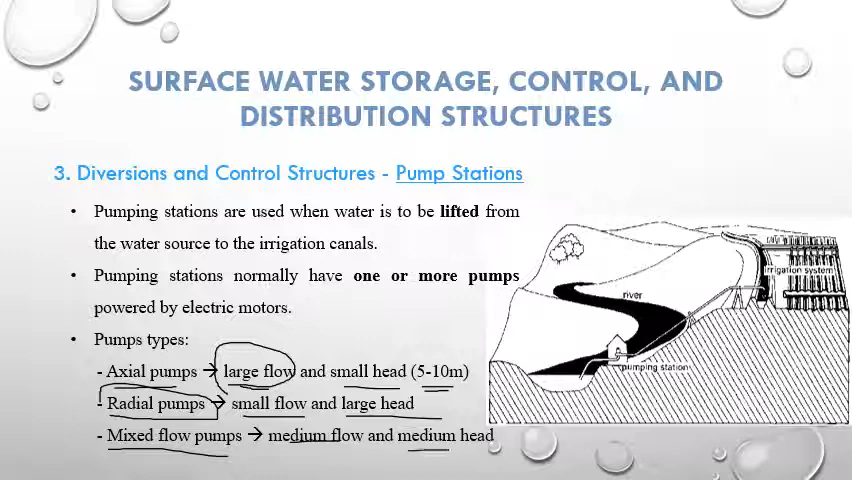 SURFACE WATER STORAGE, CONTROL, AND
DISTRIBUTION STRUCTURES
3. Diversions and Control Structures - Pump Stations
• Pumping stations are used when water is to be lifted from
the water source to the irrigation canals.
• Pumping stations normally have one or more pumps
powered by electric motors.
• Pumps types:
- Axial pumps → large flow and small head (5-10m)
- Radial pumps → small flow and large head
- Mixed flow pumps → medium flow and medium head
irrigation system
river
pumping station